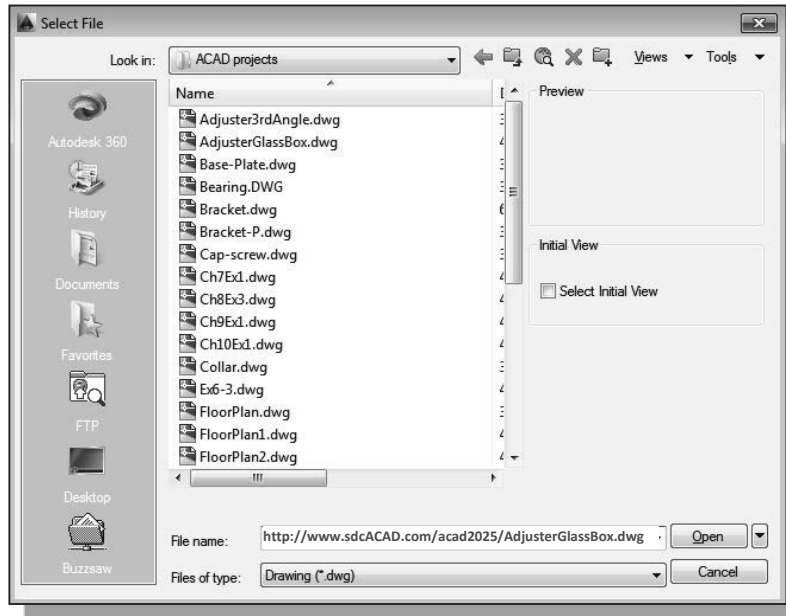 Select File
Look in: ACAD projects Views Tools
Name
Adjuster3rdAngle.dwg
AdjusterGlassBox.dwg
Base-Plate.dwg
Bearing.DWG
Bracket.dwg
Bracket-P.dwg
Cap-screw.dwg
Ch7Ex1.dwg
Ch8Ex3.dwg
Ch9Ex1.dwg
Ch10Ex1.dwg
Collar.dwg
Ex6-3.dwg
FloorPlan.dwg
FloorPlan1.dwg
FloorPlan2.dwg
Autodesk 360
History
Documents
Favorites
FTP
Desktop
Buzzsaw
Preview
Initial View
Select Initial View
File name: http://www.sdcACAD.com/acad2025/AdjusterGlassBox.dwg Open
Files of type: Drawing (*.dwg) Cancel